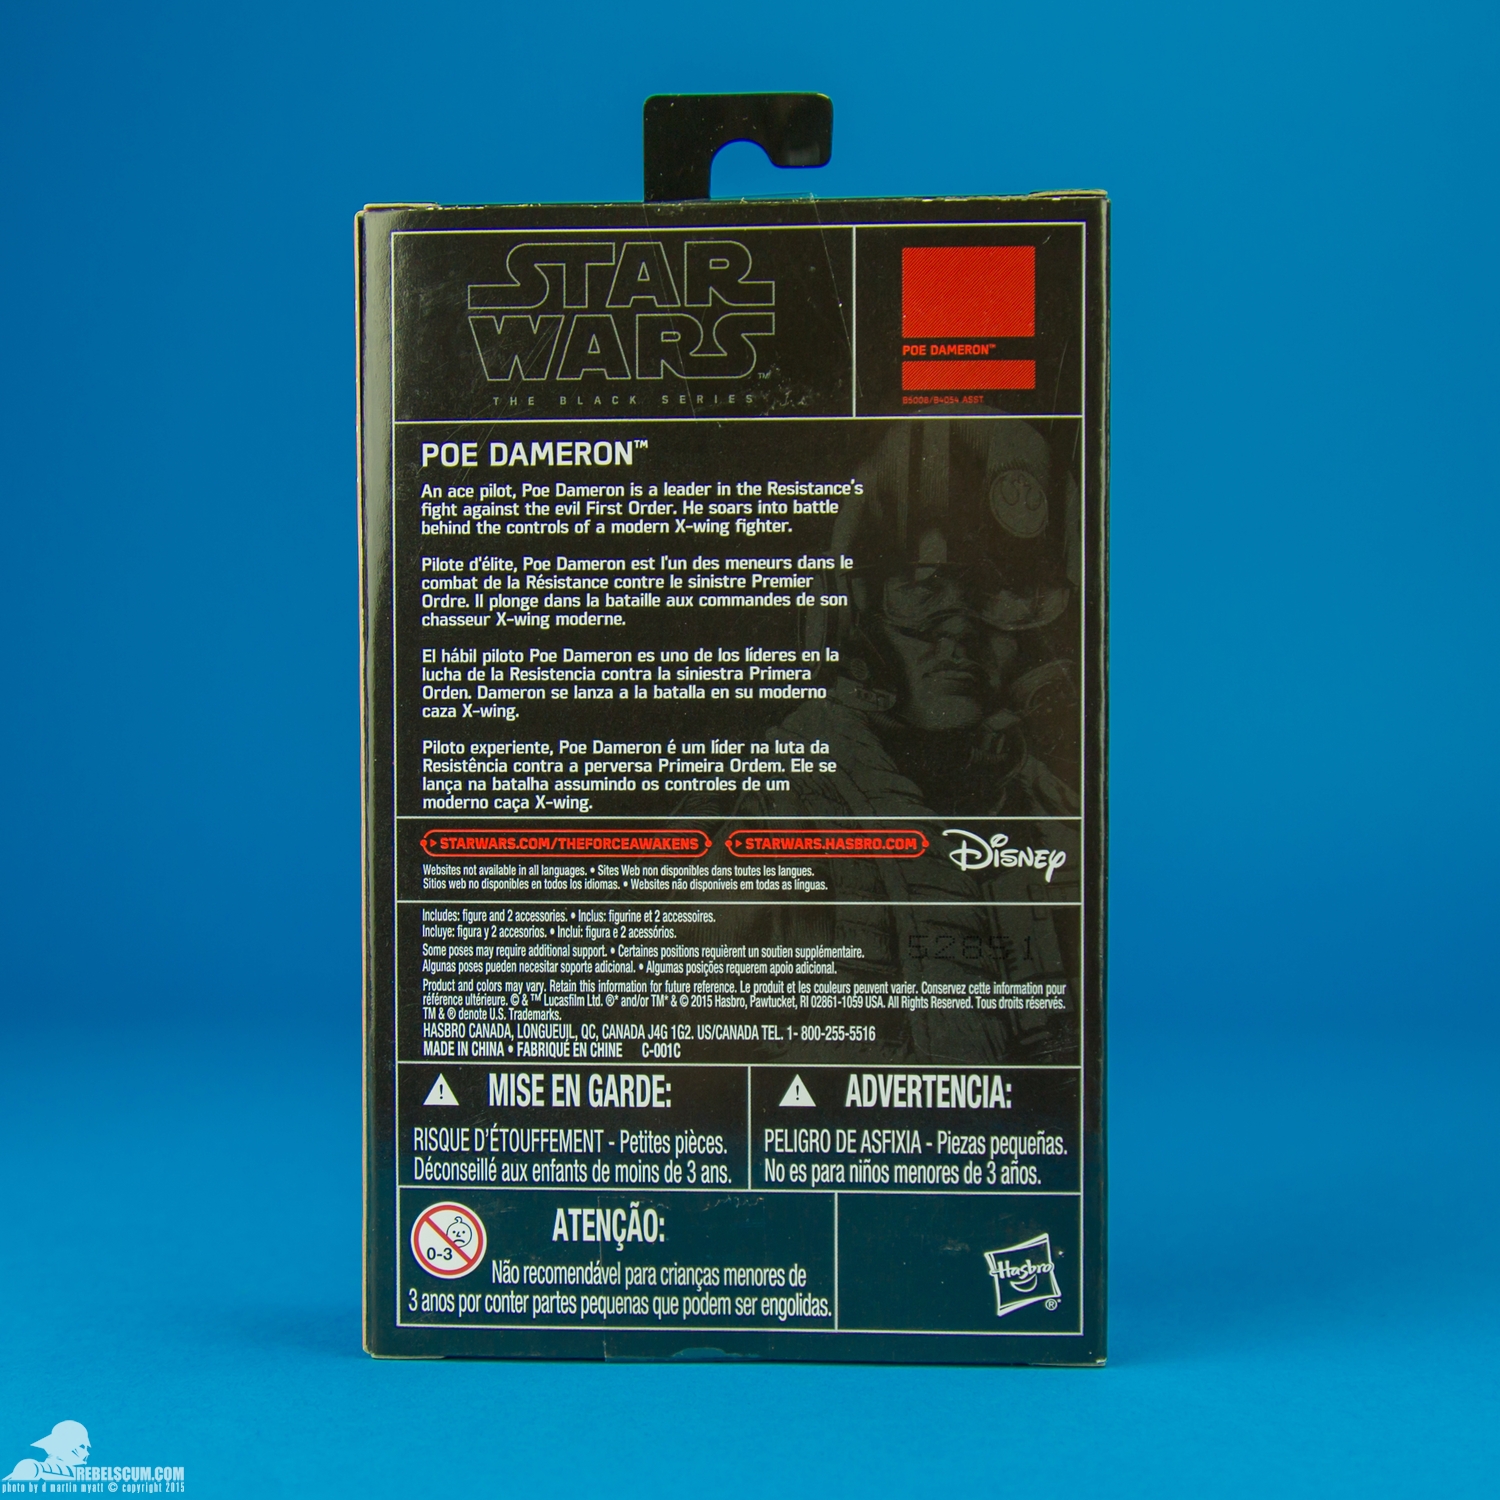 STAR
WARS™
THE BLACK SERIES
POE DAMERON™
B5008/B4054 ASST.
POE DAMERON™
An ace pilot, Poe Dameron is a leader in the Resistance's
fight against the evil First Order. He soars into battle
behind the controls of a modern X-wing fighter.
Pilote d'élite, Poe Dameron est l'un des meneurs dans le
combat de la Résistance contre le sinistre Premier
Ordre. Il plonge dans la bataille aux commandes de son
chasseur X-wing moderne.
El hábil piloto Poe Dameron es uno de los líderes en la
lucha de la Resistencia contra la siniestra Primera
Orden. Dameron se lanza a la batalla en su moderno
caza X-wing.
Piloto experiente, Poe Dameron é um líder na luta da
Resistência contra a perversa Primeira Ordem. Ele se
lança na batalha assumindo os controles de um
moderno caça X-wing.
STARWARS.COM/THEFORCEAWAKENS STARWARS.HASBRO.COM Disney
Websites not available in all languages. • Sites Web non disponibles dans toutes les langues.
Sitios web no disponibles en todos los idiomas. • Websites não disponíveis em todas as línguas.
Includes: figure and 2 accessories. • Inclus: figurine et 2 accessoires.
Incluye: figura y 2 accesorios. • Inclui: figura e 2 acessórios.
52851
Some poses may require additional support. • Certaines positions requièrent un soutien supplémentaire.
Algunas poses pueden necesitar soporte adicional. • Algumas posições requerem apoio adicional.
Product and colors may vary. Retain this information for future reference. Le produit et les couleurs peuvent varier. Conservez cette information pour
référence ultérieure. © & ™ Lucasfilm Ltd. ®* and/or TM* & © 2015 Hasbro, Pawtucket, RI 02861-1059 USA. All Rights Reserved. Tous droits réservés.
TM & ® denote U.S. Trademarks.
HASBRO CANADA, LONGUEUIL, QC, CANADA J4G 1G2. US/CANADA TEL. 1- 800-255-5516
MADE IN CHINA • FABRIQUÉ EN CHINE C-001C
! MISE EN GARDE:
RISQUE D'ÉTOUFFEMENT - Petites pièces.
Déconseillé aux enfants de moins de 3 ans.
! ADVERTENCIA:
PELIGRO DE ASFIXIA - Piezas pequeñas.
No es para niños menores de 3 años.
0-3
ATENÇÃO:
Não recomendável para crianças menores de
3 anos por conter partes pequenas que podem ser engolidas.
Hasbro®
REBELSCUM.COM
photo by d martin myatt © copyright 2015